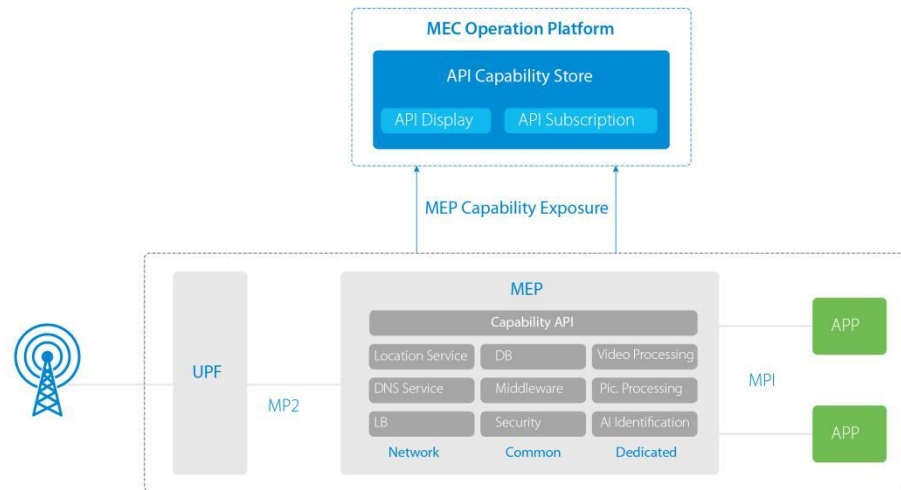 MEC Operation Platform
API Capability Store
API Display
API Subscription
MEP Capability Exposure
MEP
Capability API
Location Service
DB
Video Processing
DNS Service
Middleware
Pic. Processing
LB
Security
AI Identification
Network
Common
Dedicated
UPF
MP2
MPI
APP
APP